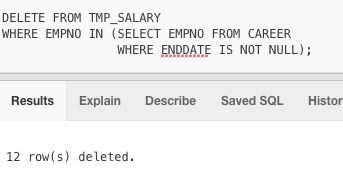 DELETE FROM TMP_SALARY
WHERE EMPNO IN (SELECT EMPNO FROM CAREER
WHERE ENDDATE IS NOT NULL);
Results Explain Describe Saved SQL Histor
12 row(s) deleted.